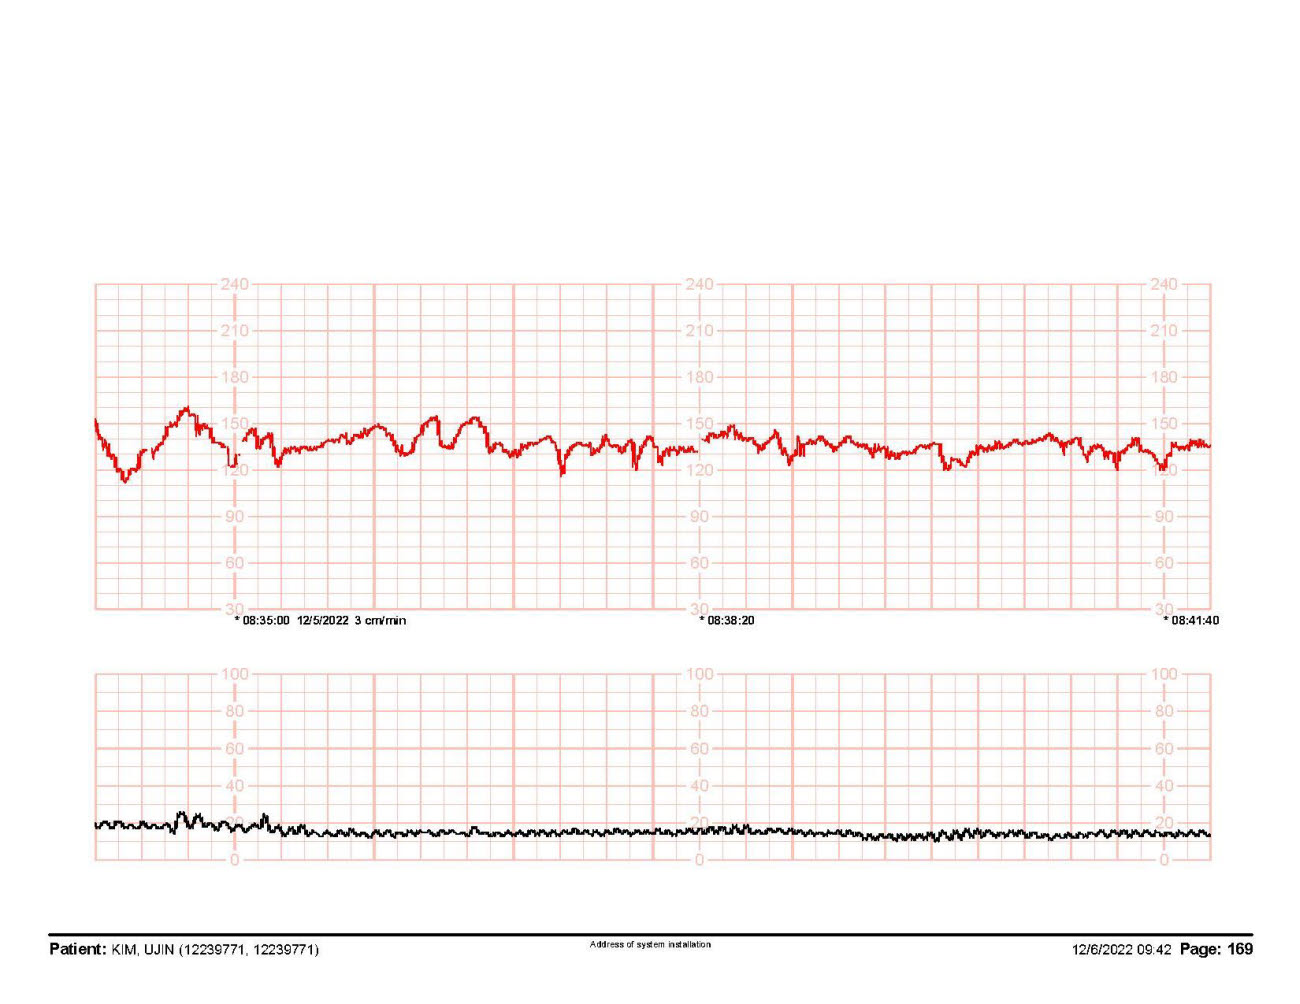 240 240 240
210 210 210
180 180 180
150 150 150
120 120 120
90 90 90
60 60 60
30 30 30
* 08:35:00 12/5/2022 3 cm/min * 08:38:20 * 08:41:40
100 100 100
80 80 80
60 60 60
40 40 40
20 20 20
0 0 0
Patient: KIM, UJIN (12239771, 12239771) Address of system installation 12/6/2022 09:42 Page: 169